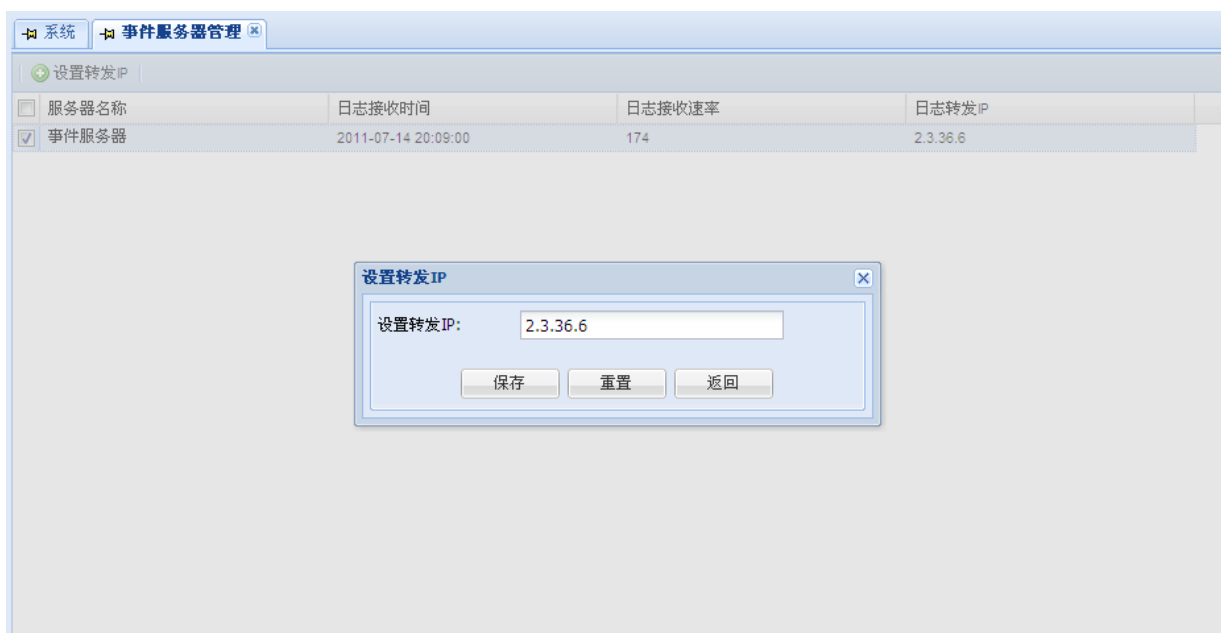 系统 事件服务器管理
设置转发IP
服务器名称 日志接收时间 日志接收速率 日志转发IP
事件服务器 2011-07-14 20:09:00 174 2.3.36.6
设置转发IP
设置转发IP: 2.3.36.6
保存 重置 返回